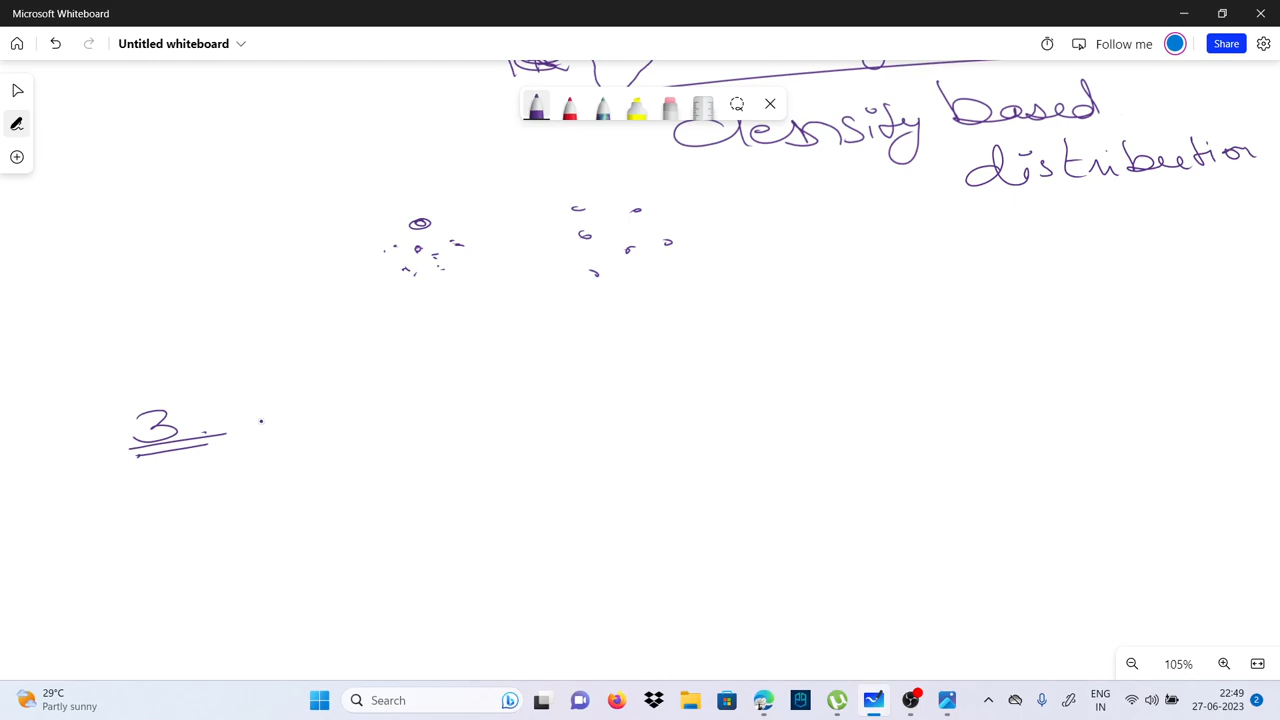 Microsoft Whiteboard
Untitled whiteboard
Follow me
Share
density based
distribution
3.
105%
29°C
Partly sunny
Search
ENG
IN
22:49
27-06-2023
2